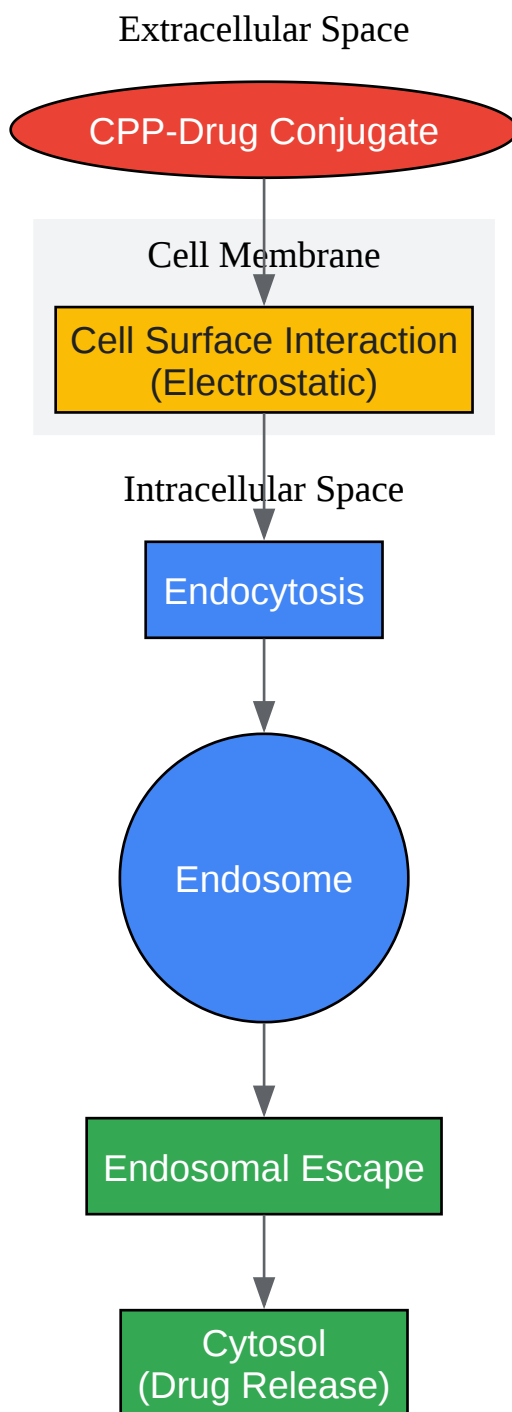 Extracellular Space
CPP-Drug Conjugate
Cell Membrane
Cell Surface Interaction
(Electrostatic)
Intracellular Space
Endocytosis
Endosome
Endosomal Escape
Cytosol
(Drug Release)